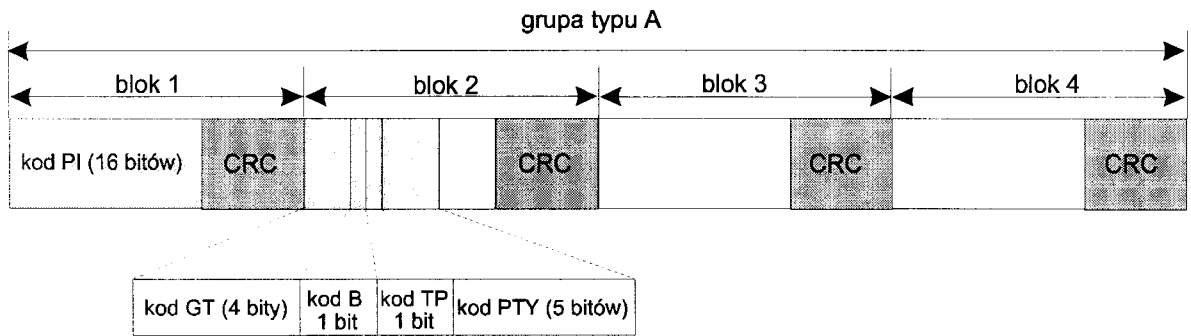 grupa typu A
blok 1 blok 2 blok 3 blok 4
kod PI (16 bitów) CRC CRC CRC CRC
kod GT (4 bity) kod B 1 bit kod TP 1 bit kod PTY (5 bitów)